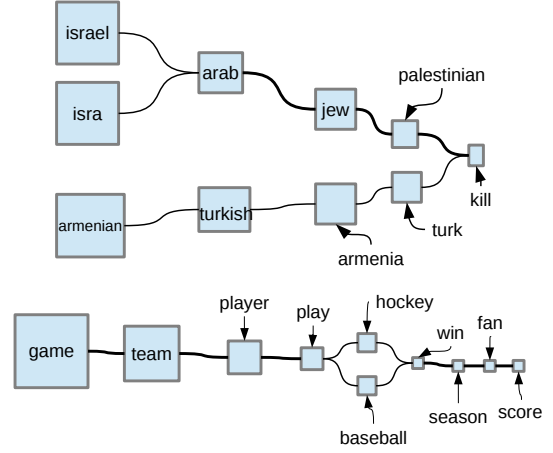 israel
arab
palestinian
isra
jew
kill
armenian
turkish
turk
armenia
player
play
hockey
win
fan
game
team
season
score
baseball